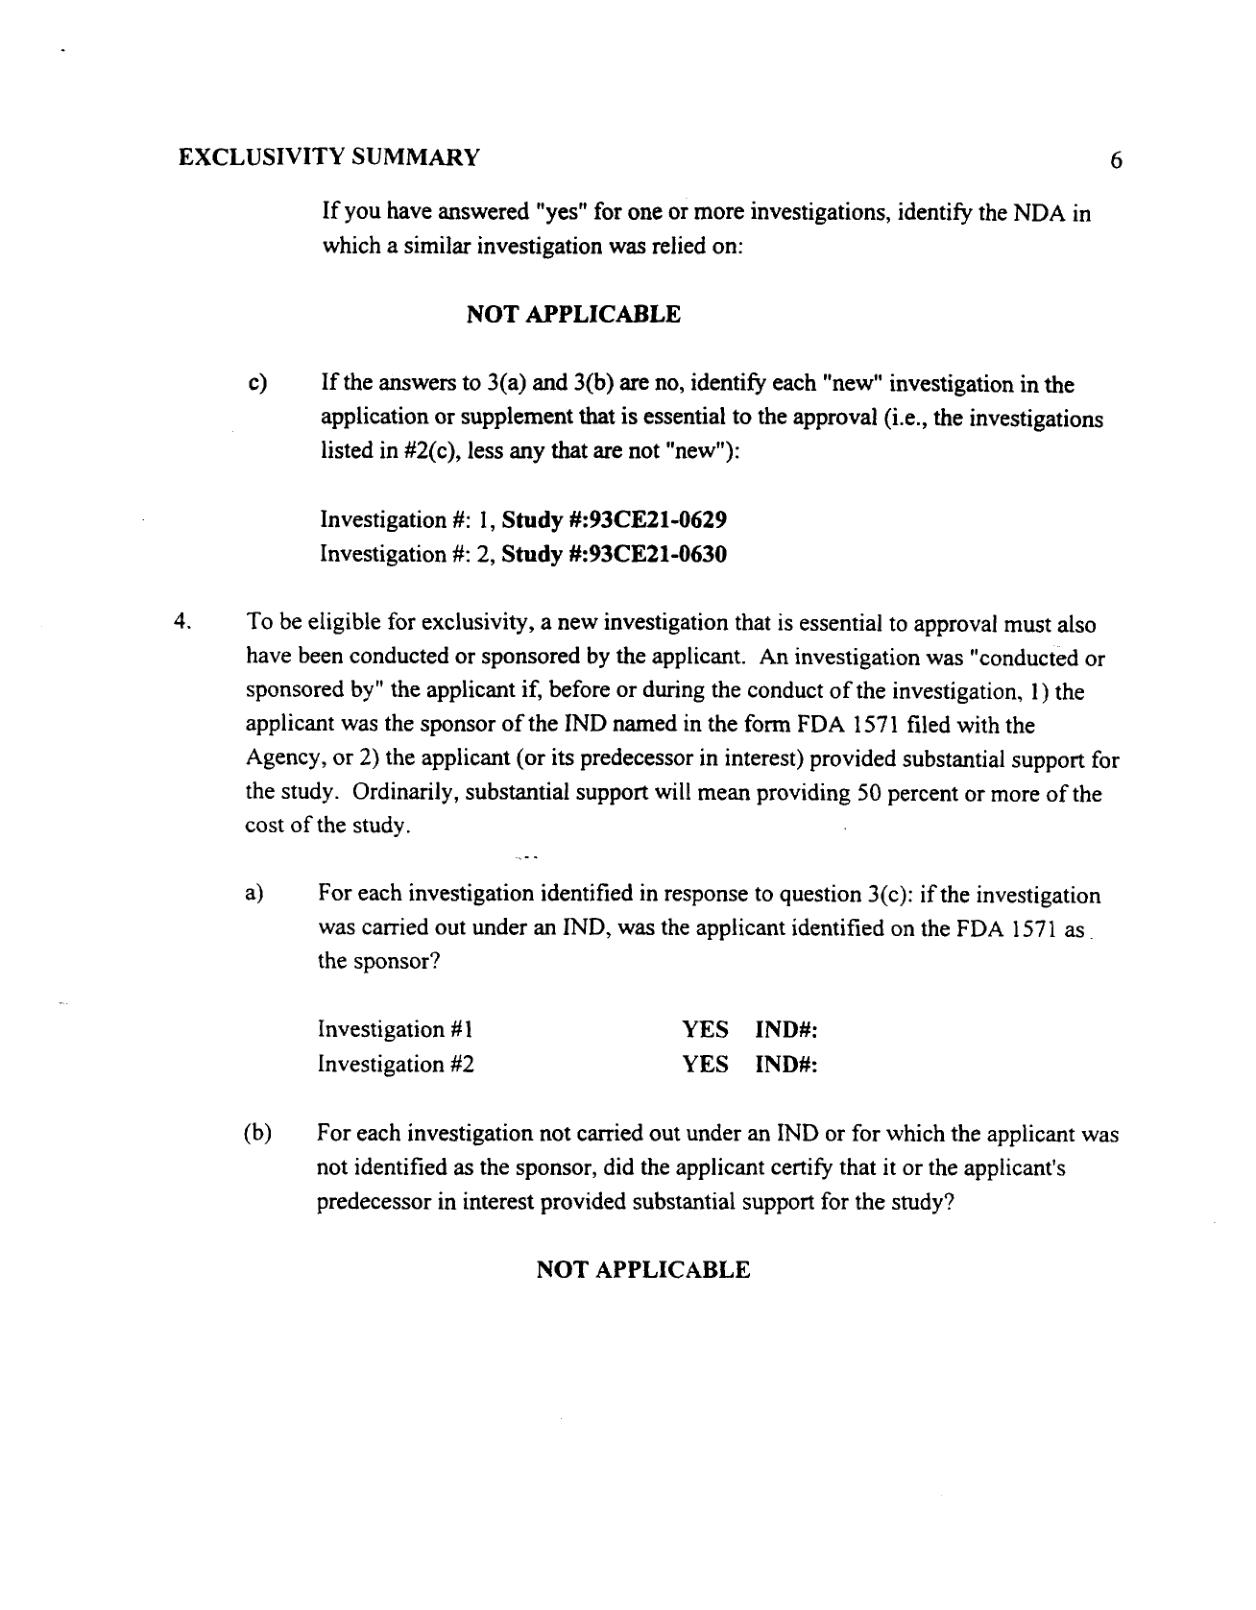 EXCLUSIVITY SUMMARY 6
If you have answered "yes" for one or more investigations, identify the NDA in
which a similar investigation was relied on:
NOT APPLICABLE
c) If the answers to 3(a) and 3(b) are no, identify each "new" investigation in the
application or supplement that is essential to the approval (i.e., the investigations
listed in #2(c), less any that are not "new"):
Investigation #: 1, Study #:93CE21-0629
Investigation #: 2, Study #:93CE21-0630
4. To be eligible for exclusivity, a new investigation that is essential to approval must also
have been conducted or sponsored by the applicant. An investigation was "conducted or
sponsored by" the applicant if, before or during the conduct of the investigation, 1) the
applicant was the sponsor of the IND named in the form FDA 1571 filed with the
Agency, or 2) the applicant (or its predecessor in interest) provided substantial support for
the study. Ordinarily, substantial support will mean providing 50 percent or more of the
cost of the study.
a) For each investigation identified in response to question 3(c): if the investigation
was carried out under an IND, was the applicant identified on the FDA 1571 as
the sponsor?
Investigation #1 YES IND#:
Investigation #2 YES IND#:
(b) For each investigation not carried out under an IND or for which the applicant was
not identified as the sponsor, did the applicant certify that it or the applicant's
predecessor in interest provided substantial support for the study?
NOT APPLICABLE